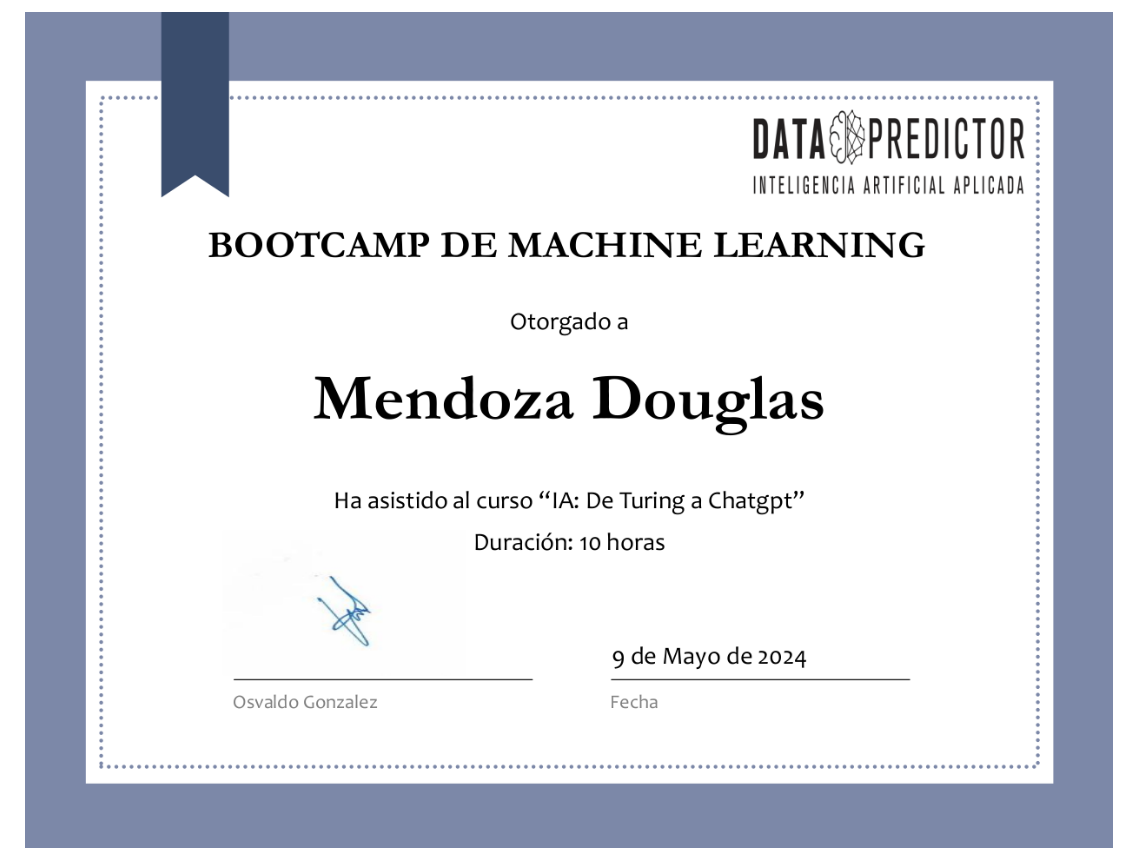 DATA PREDICTOR
INTELIGENCIA ARTIFICIAL APLICADA
BOOTCAMP DE MACHINE LEARNING
Otorgado a
Mendoza Douglas
Ha asistido al curso “IA: De Turing a Chatgpt”
Duración: 10 horas
9 de Mayo de 2024
Osvaldo Gonzalez
Fecha